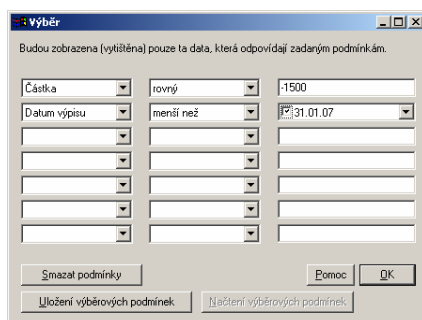 Výběr
Budou zobrazena (vytištěna) pouze ta data, která odpovídají zadaným podmínkám.
Částka rovný -1500
Datum výpisu menší než 31.01.07
Smazat podmínky Pomoc OK
Uložení výběrových podmínek Načtení výběrových podmínek